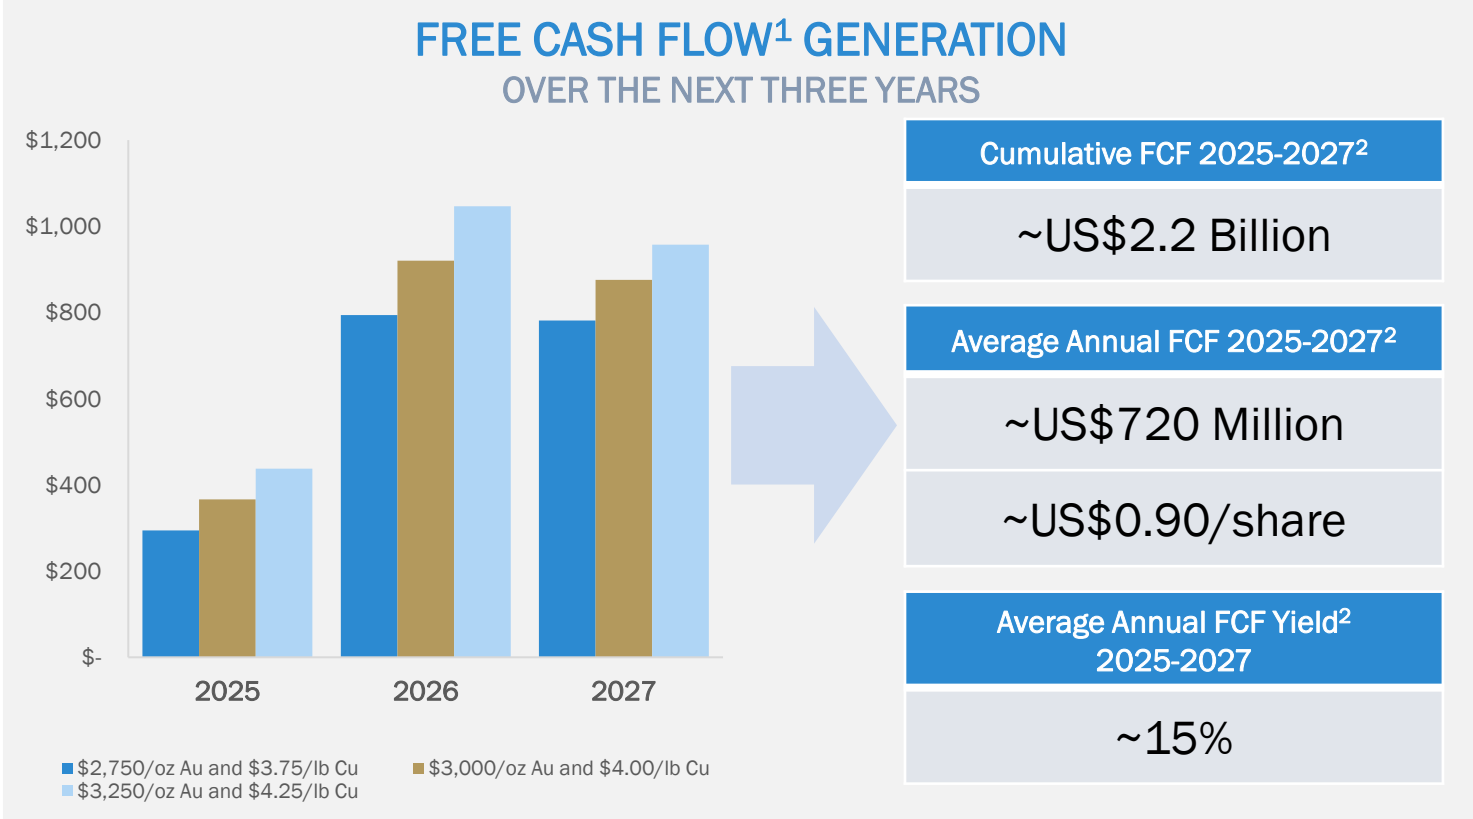 FREE CASH FLOW¹ GENERATION
OVER THE NEXT THREE YEARS
$1,200
$1,000
$800
$600
$400
$200
$-
2025
2026
2027
$2,750/oz Au and $3.75/lb Cu
$3,000/oz Au and $4.00/lb Cu
$3,250/oz Au and $4.25/lb Cu
Cumulative FCF 2025-2027²
~US$2.2 Billion
Average Annual FCF 2025-2027²
~US$720 Million
~US$0.90/share
Average Annual FCF Yield²
2025-2027
~15%